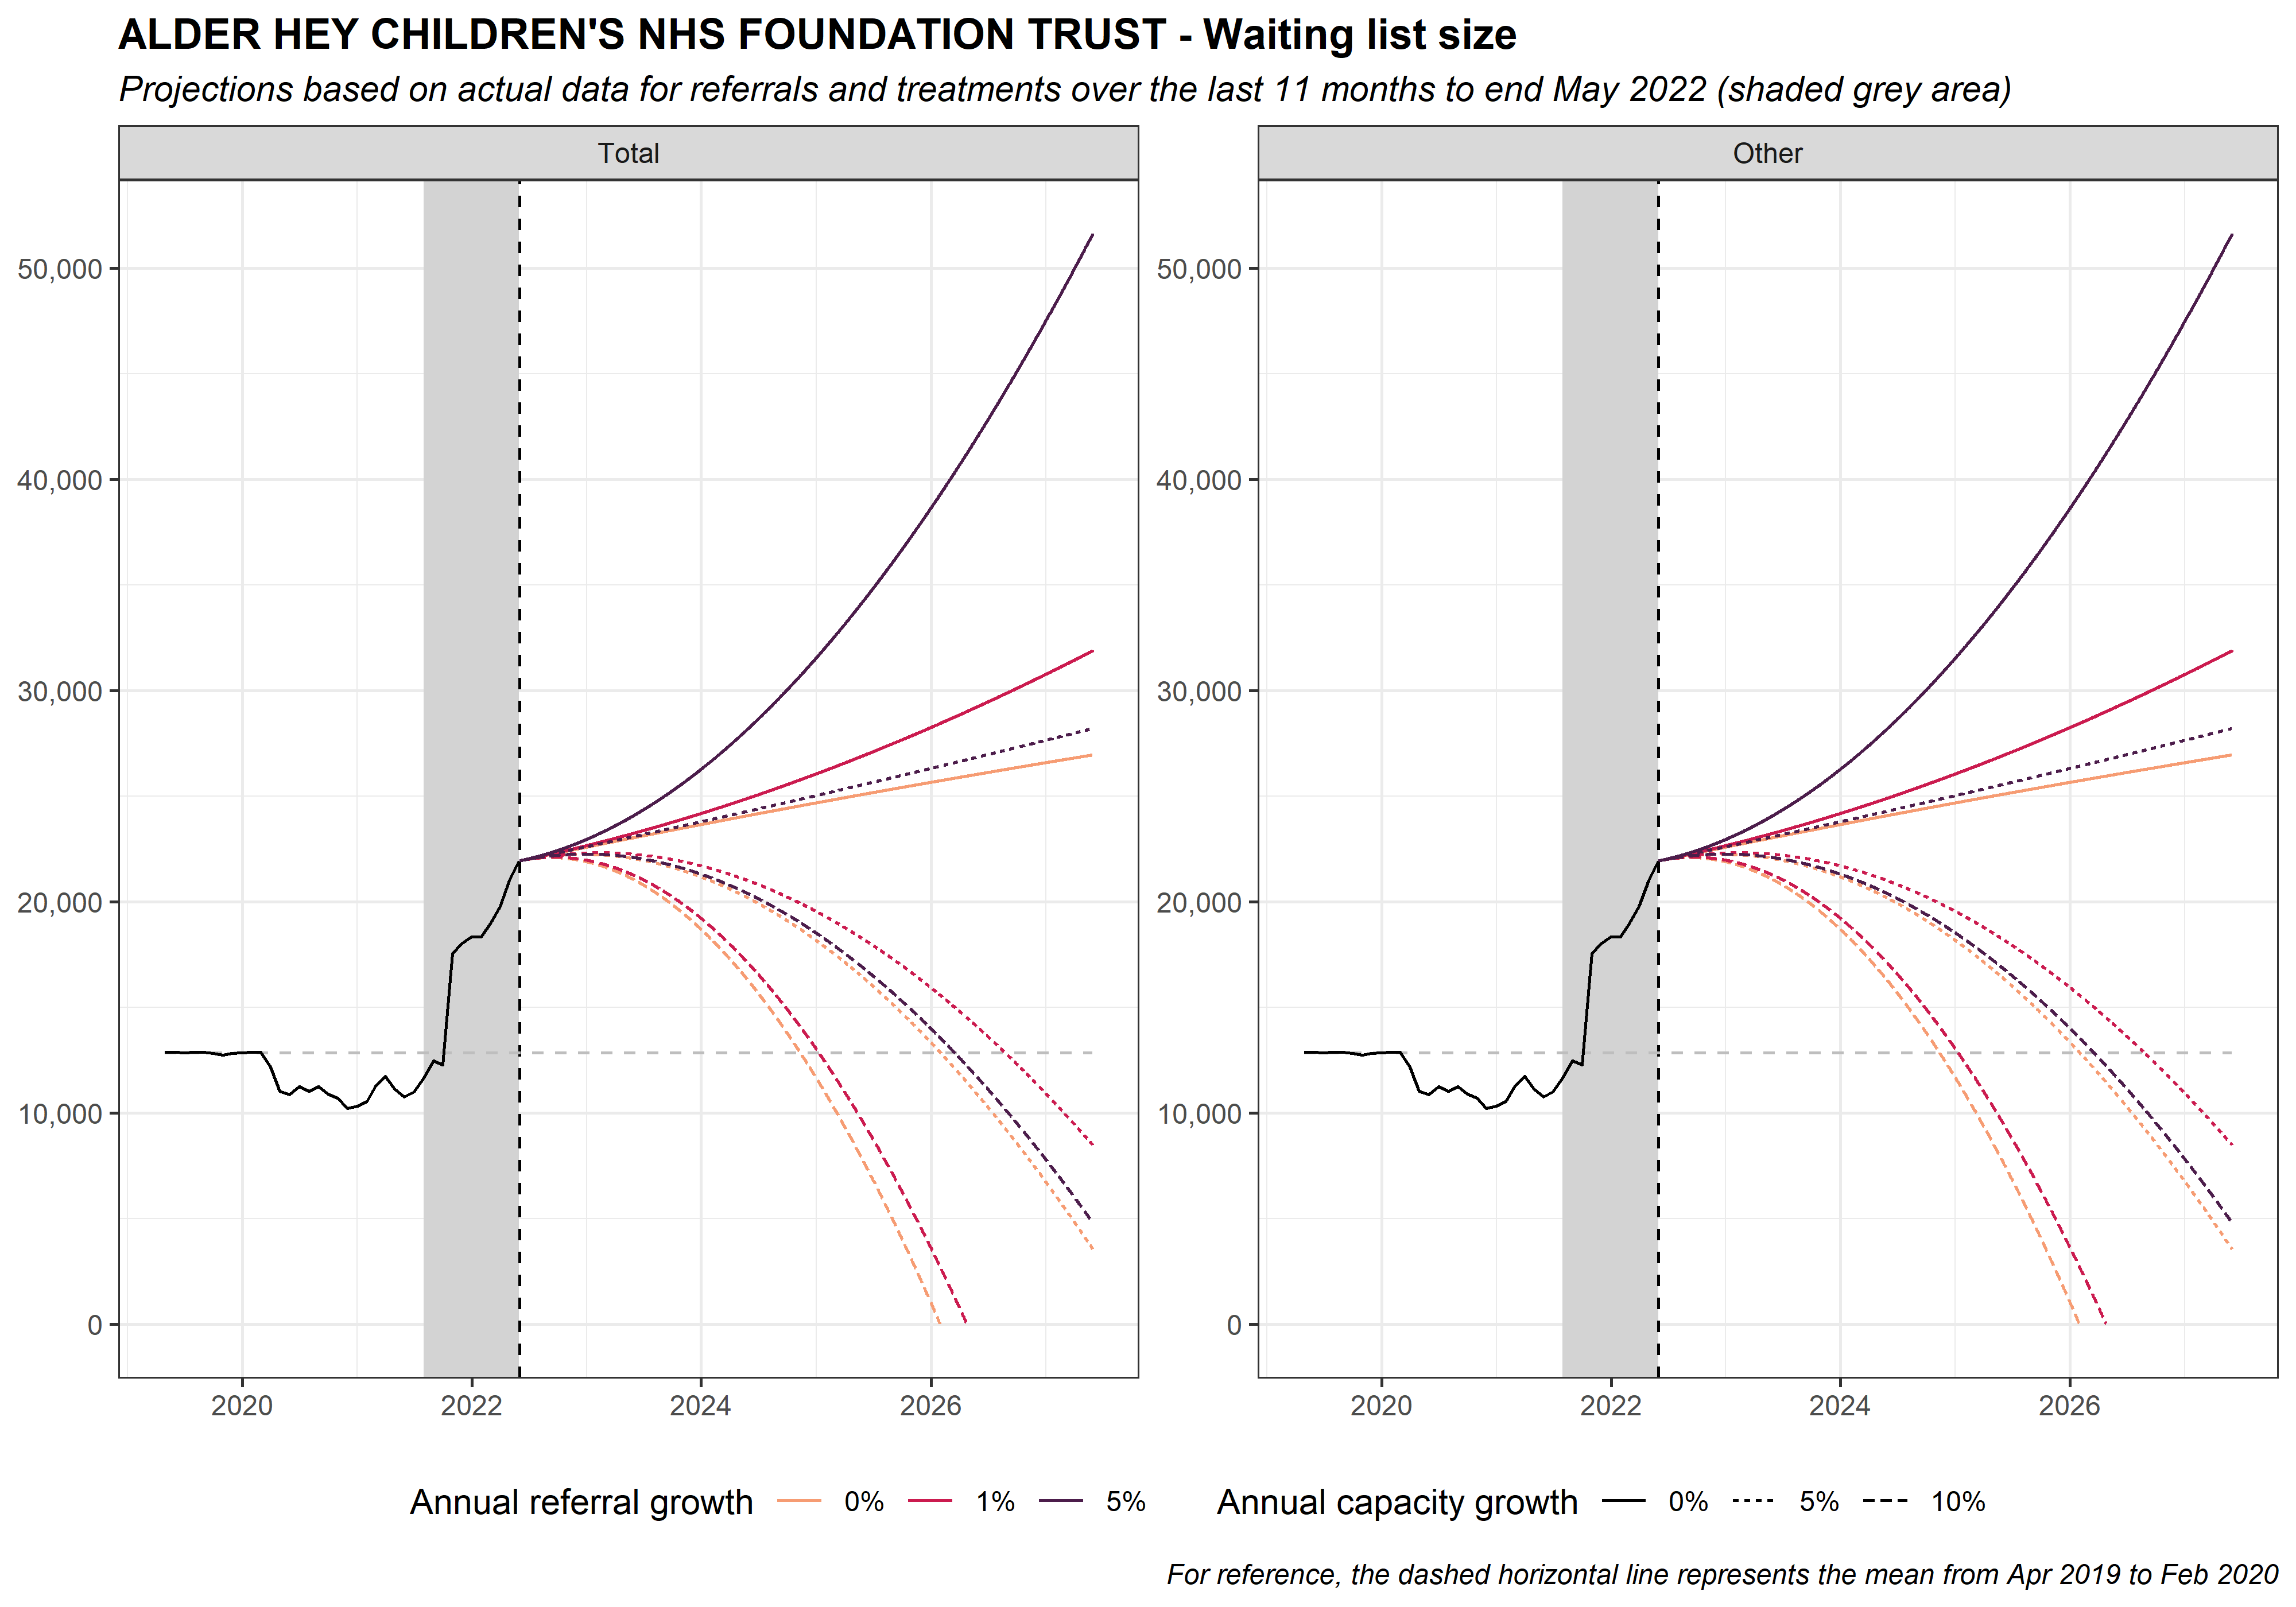 ALDER HEY CHILDREN'S NHS FOUNDATION TRUST - Waiting list size
Projections based on actual data for referrals and treatments over the last 11 months to end May 2022 (shaded grey area)
Total
50,000
40,000
30,000
20,000
10,000
0
2020 2022 2024 2026
Other
50,000
40,000
30,000
20,000
10,000
0
2020 2022 2024 2026
Annual referral growth 0% 1% 5%
Annual capacity growth 0% 5% 10%
For reference, the dashed horizontal line represents the mean from Apr 2019 to Feb 2020